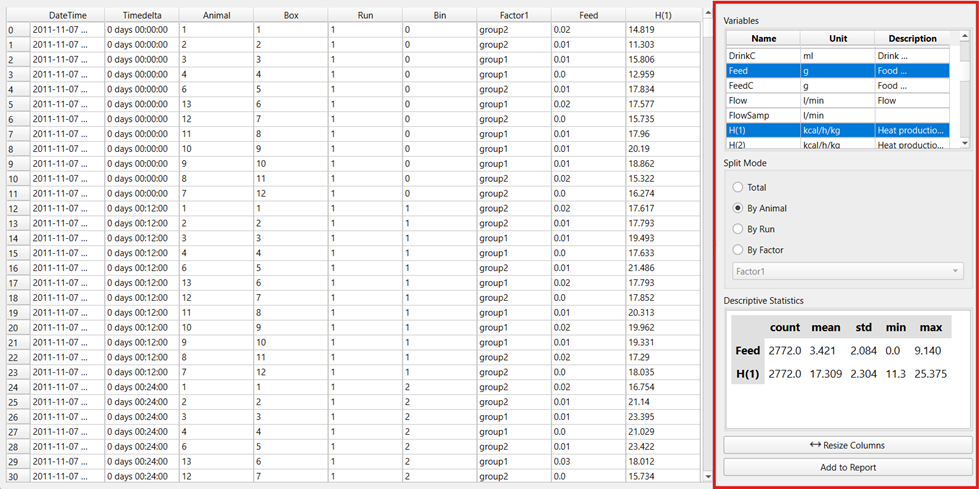 DateTime Timedelta Animal Box Run Bin Factor1 Feed H(1)
0 2011-11-07 ... 0 days 00:00:00 1 1 1 0 group2 0.02 14.819
1 2011-11-07 ... 0 days 00:00:00 2 2 1 0 group2 0.01 11.303
2 2011-11-07 ... 0 days 00:00:00 3 3 1 0 group1 0.01 15.806
3 2011-11-07 ... 0 days 00:00:00 4 4 1 0 group1 0.0 12.959
4 2011-11-07 ... 0 days 00:00:00 6 5 1 0 group2 0.01 17.834
5 2011-11-07 ... 0 days 00:00:00 13 6 1 0 group1 0.02 17.577
6 2011-11-07 ... 0 days 00:00:00 12 7 1 0 group2 0.0 15.735
7 2011-11-07 ... 0 days 00:00:00 11 8 1 0 group1 0.01 17.96
8 2011-11-07 ... 0 days 00:00:00 10 9 1 0 group1 0.01 20.19
9 2011-11-07 ... 0 days 00:00:00 9 10 1 0 group1 0.01 18.862
10 2011-11-07 ... 0 days 00:00:00 8 11 1 0 group2 0.02 15.322
11 2011-11-07 ... 0 days 00:00:00 7 12 1 0 group2 0.0 16.274
12 2011-11-07 ... 0 days 00:12:00 1 1 1 1 group2 0.02 17.617
13 2011-11-07 ... 0 days 00:12:00 2 2 1 1 group2 0.01 17.793
14 2011-11-07 ... 0 days 00:12:00 3 3 1 1 group1 0.01 19.493
15 2011-11-07 ... 0 days 00:12:00 4 4 1 1 group1 0.0 17.633
16 2011-11-07 ... 0 days 00:12:00 6 5 1 1 group2 0.01 21.486
17 2011-11-07 ... 0 days 00:12:00 13 6 1 1 group1 0.02 17.793
18 2011-11-07 ... 0 days 00:12:00 12 7 1 1 group2 0.0 17.852
19 2011-11-07 ... 0 days 00:12:00 11 8 1 1 group1 0.01 20.313
20 2011-11-07 ... 0 days 00:12:00 10 9 1 1 group1 0.02 19.962
21 2011-11-07 ... 0 days 00:12:00 9 10 1 1 group1 0.01 19.331
22 2011-11-07 ... 0 days 00:12:00 8 11 1 1 group2 0.02 17.29
23 2011-11-07 ... 0 days 00:12:00 7 12 1 1 group2 0.0 18.035
24 2011-11-07 ... 0 days 00:24:00 1 1 1 2 group2 0.02 16.754
25 2011-11-07 ... 0 days 00:24:00 2 2 1 2 group2 0.01 21.14
26 2011-11-07 ... 0 days 00:24:00 3 3 1 2 group1 0.01 23.395
27 2011-11-07 ... 0 days 00:24:00 4 4 1 2 group1 0.0 21.029
28 2011-11-07 ... 0 days 00:24:00 6 5 1 2 group2 0.01 23.422
29 2011-11-07 ... 0 days 00:24:00 13 6 1 2 group1 0.03 18.012
30 2011-11-07 ... 0 days 00:24:00 12 7 1 2 group2 0.0 15.734
Variables
Name Unit Description
DrinkC ml Drink ...
Feed g Food ...
FeedC g Food ...
Flow l/min Flow
FlowSamp l/min
H(1) kcal/h/kg Heat productio...
H(2) kcal/h/kg Heat productio...
Split Mode
Total
By Animal
By Run
By Factor
Factor1
Descriptive Statistics
count mean std min max
Feed 2772.0 3.421 2.084 0.0 9.140
H(1) 2772.0 17.309 2.304 11.3 25.375
Resize Columns
Add to Report